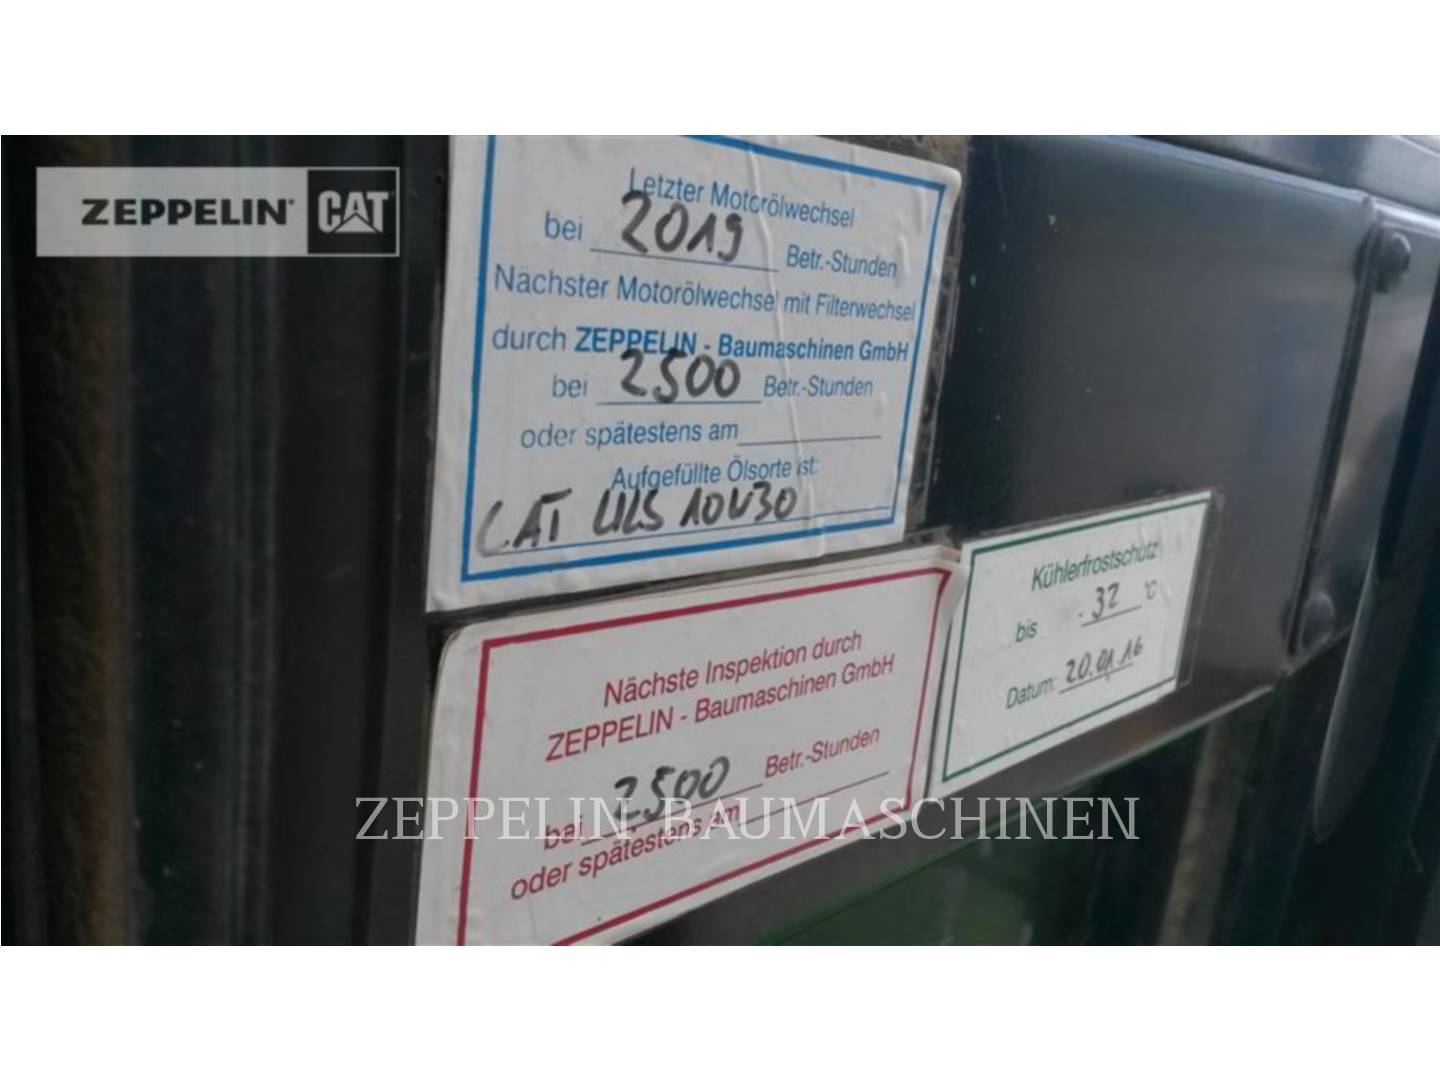 ZEPPELIN CAT
Letzter Motorölwechsel
bei 2019 Betr.-Stunden
Nächster Motorölwechsel mit Filterwechsel
durch ZEPPELIN - Baumaschinen GmbH
bei 2500 Betr.-Stunden
oder spätestens am
Aufgefüllte Ölsorte ist:
CAT 10W30
Nächste Inspektion durch
ZEPPELIN - Baumaschinen GmbH
bei 2500 Betr.-Stunden
oder spätestens am
Kühlerfrostschutz
bis - 32 °C
Datum: 20.01.16
ZEPPELIN-BAUMASCHINEN